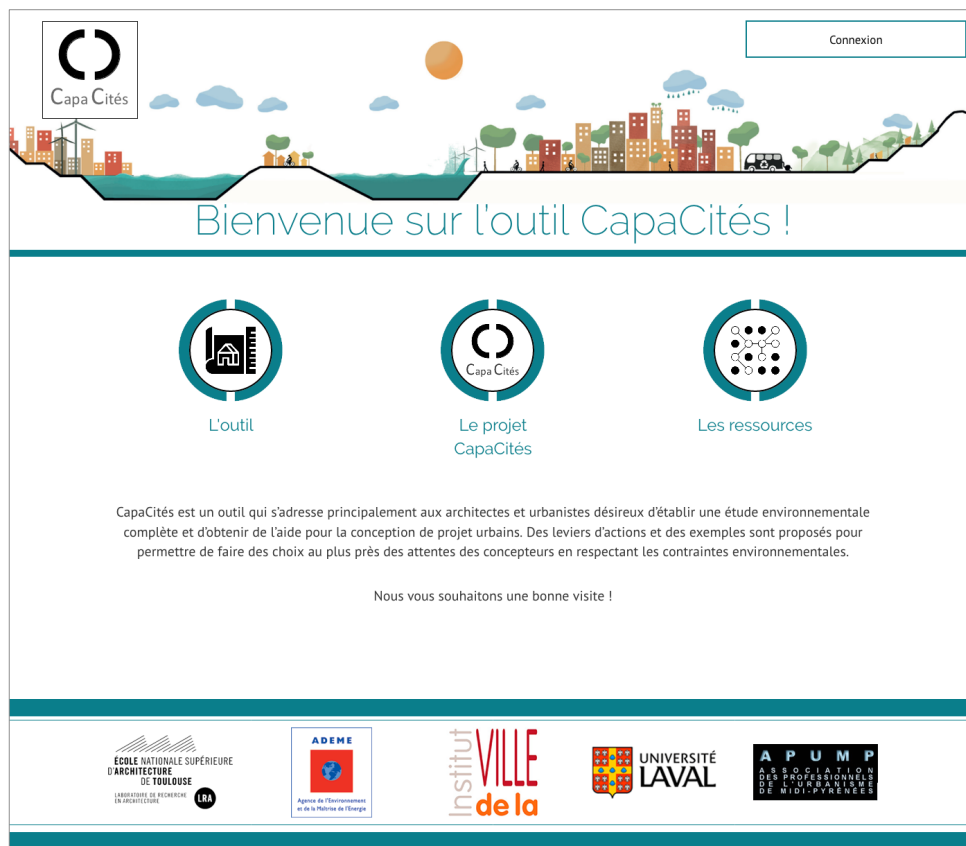 Connexion
Capa Cités
Bienvenue sur l'outil CapaCités !
Capa Cités
L'outil
Le projet
CapaCités
Les ressources
CapaCités est un outil qui s'adresse principalement aux architectes et urbanistes désireux d'établir une étude environnementale
complète et d'obtenir de l'aide pour la conception de projet urbains. Des leviers d'actions et des exemples sont proposés pour
permettre de faire des choix au plus près des attentes des concepteurs en respectant les contraintes environnementales.
Nous vous souhaitons une bonne visite !
ÉCOLE NATIONALE SUPÉRIEURE
D'ARCHITECTURE
DE TOULOUSE
LABORATOIRE DE RECHERCHE
EN ARCHITECTURE
LRA
ADEME
Agence de l'Environnement
et de la Maîtrise de l'Energie
Institut
VILLE
de la
UNIVERSITÉ
LAVAL
APUMP
ASSOCIATION
DES PROFESSIONNELS
DE L'URBANISME
DE MIDI-PYRÉNÉES